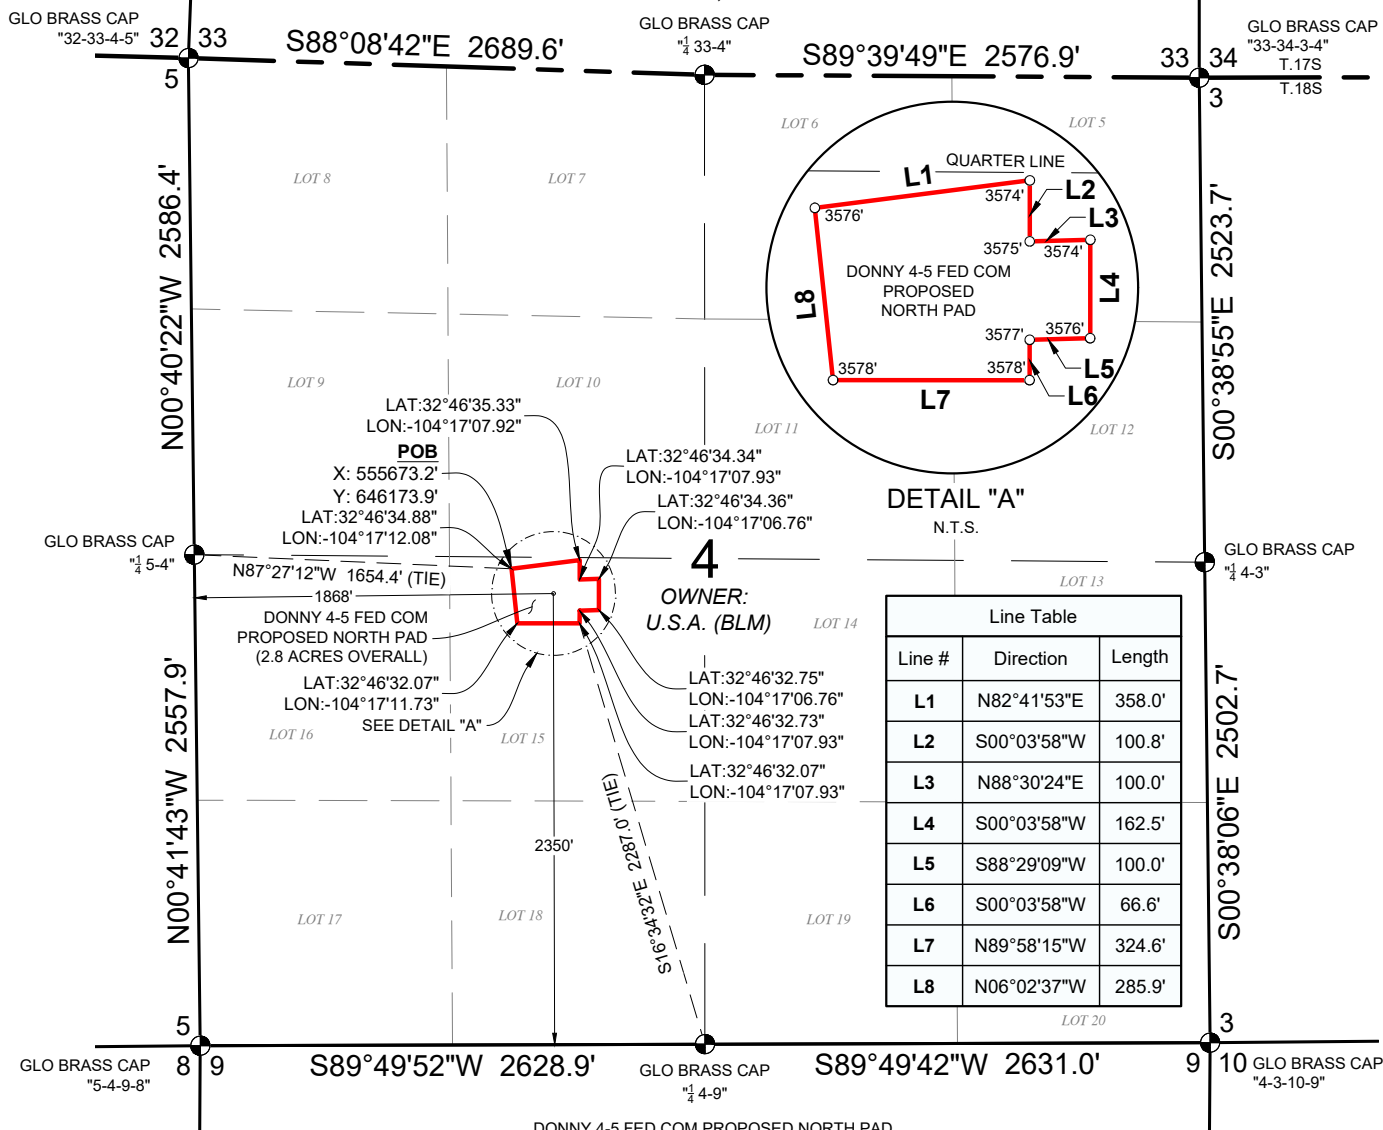 GLO BRASS CAP
"32-33-4-5"
32 33
5
S88°08'42"E 2689.6'
GLO BRASS CAP
"1/4 33-4"
S89°39'49"E 2576.9'
33 34
3
GLO BRASS CAP
"33-34-3-4"
T.17S
T.18S
LOT 8
LOT 7
LOT 6
LOT 5
N00°40'22"W 2586.4'
S00°38'55"E 2523.7'
QUARTER LINE
L1
L2
L3
L4
L5
L6
L7
L8
3574'
3576'
3575'
3574'
3577'
3576'
3578'
3578'
DONNY 4-5 FED COM
PROPOSED
NORTH PAD
DETAIL "A"
N.T.S.
LOT 9
LOT 10
LOT 11
LOT 12
LAT:32°46'35.33"
LON:-104°17'07.92"
POB
X: 555673.2'
Y: 646173.9'
LAT:32°46'34.88"
LON:-104°17'12.08"
LAT:32°46'34.34"
LON:-104°17'07.93"
LAT:32°46'34.36"
LON:-104°17'06.76"
GLO BRASS CAP
"1/4 5-4"
GLO BRASS CAP
"1/4 4-3"
N87°27'12"W 1654.4' (TIE)
1868'
4
OWNER:
U.S.A. (BLM)
DONNY 4-5 FED COM
PROPOSED NORTH PAD
(2.8 ACRES OVERALL)
LAT:32°46'32.07"
LON:-104°17'11.73"
SEE DETAIL "A"
LAT:32°46'32.75"
LON:-104°17'06.76"
LAT:32°46'32.73"
LON:-104°17'07.93"
LAT:32°46'32.07"
LON:-104°17'07.93"
LOT 13
LOT 14
LOT 15
LOT 16
N00°41'43"W 2557.9'
S00°38'06"E 2502.7'
2350'
S16°34'32"E 2287.0' (TIE)
Line Table
Line # Direction Length
L1 N82°41'53"E 358.0'
L2 S00°03'58"W 100.8'
L3 N88°30'24"E 100.0'
L4 S00°03'58"W 162.5'
L5 S88°29'09"W 100.0'
L6 S00°03'58"W 66.6'
L7 N89°58'15"W 324.6'
L8 N06°02'37"W 285.9'
LOT 17
LOT 18
LOT 19
LOT 20
5
8 9
GLO BRASS CAP
"5-4-9-8"
S89°49'52"W 2628.9'
GLO BRASS CAP
"1/4 4-9"
S89°49'42"W 2631.0'
3
9 10
GLO BRASS CAP
"4-3-10-9"
DONNY 4-5 FED COM PROPOSED NORTH PAD